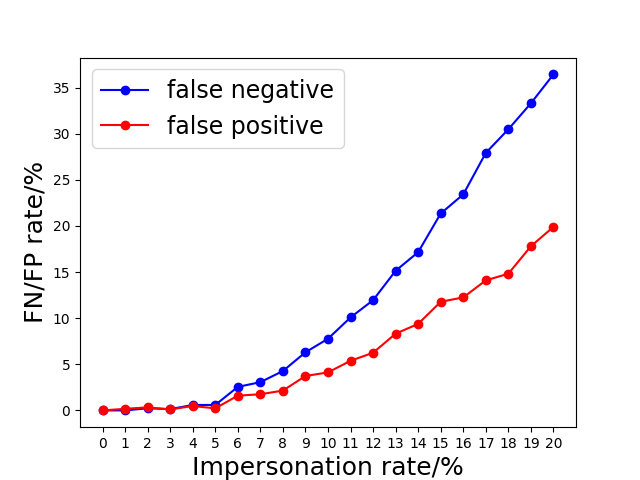 false negative
false positive
FN/FP rate/%
35
30
25
20
15
10
5
0
0 1 2 3 4 5 6 7 8 9 10 11 12 13 14 15 16 17 18 19 20
Impersonation rate/%